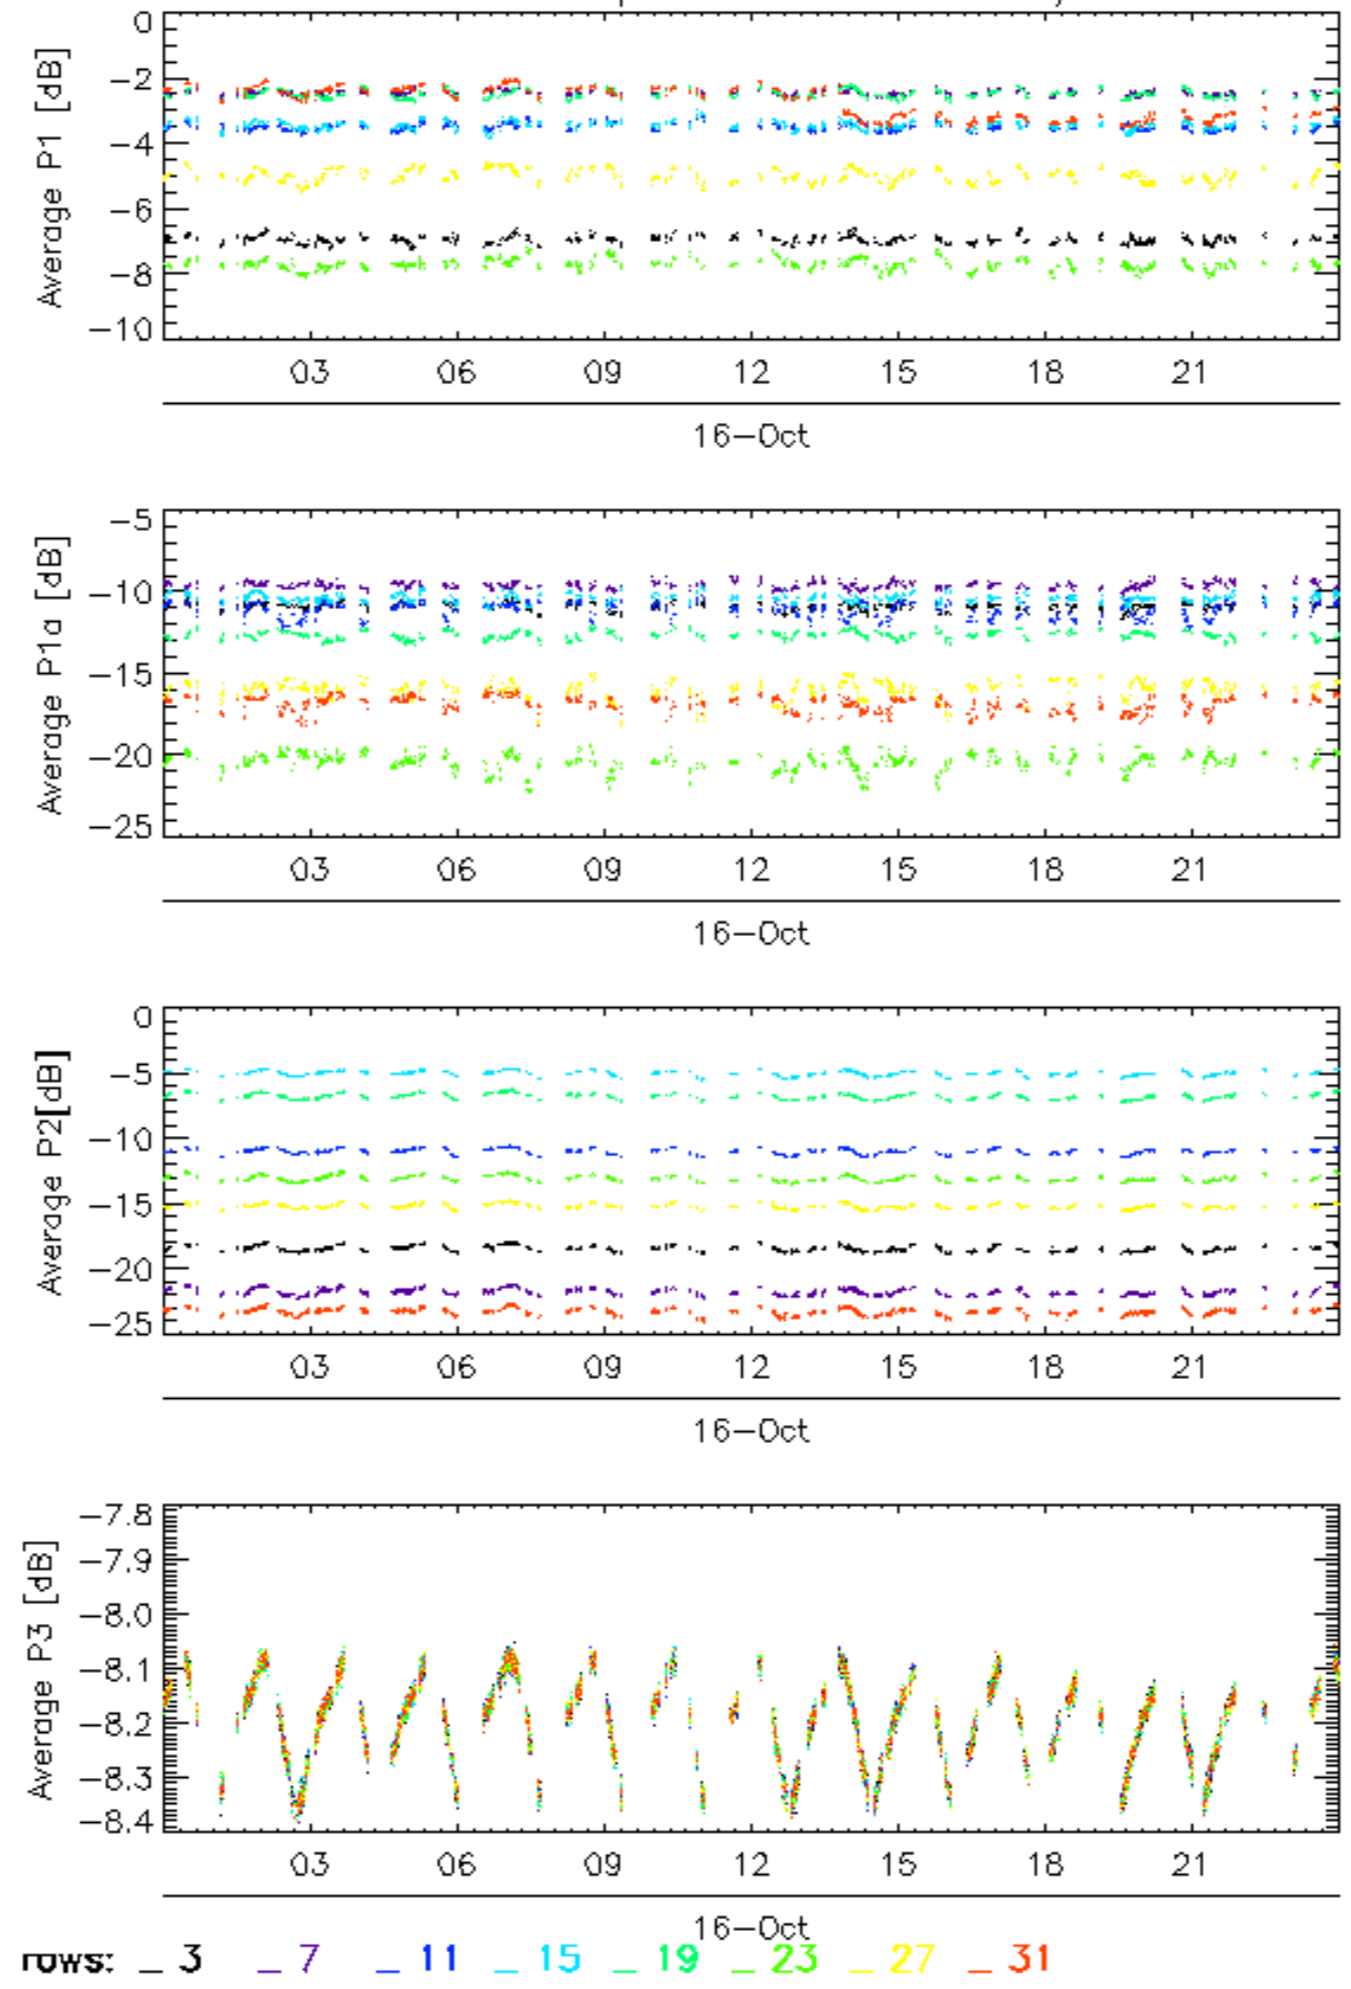 0
−2
−4
−6
−8
−10
Average P1 [dB]
03 06 09 12 15 18 21
16−Oct
−5
−10
−15
−20
−25
Average P1a [dB]
03 06 09 12 15 18 21
16−Oct
0
−5
−10
−15
−20
−25
Average P2[dB]
03 06 09 12 15 18 21
16−Oct
−7.8
−7.9
−8.0
−8.1
−8.2
−8.3
−8.4
Average P3 [dB]
03 06 09 12 15 18 21
16−Oct
rows: _ 3 _ 7 _ 11 _ 15 _ 19 _ 23 _ 27 _ 31